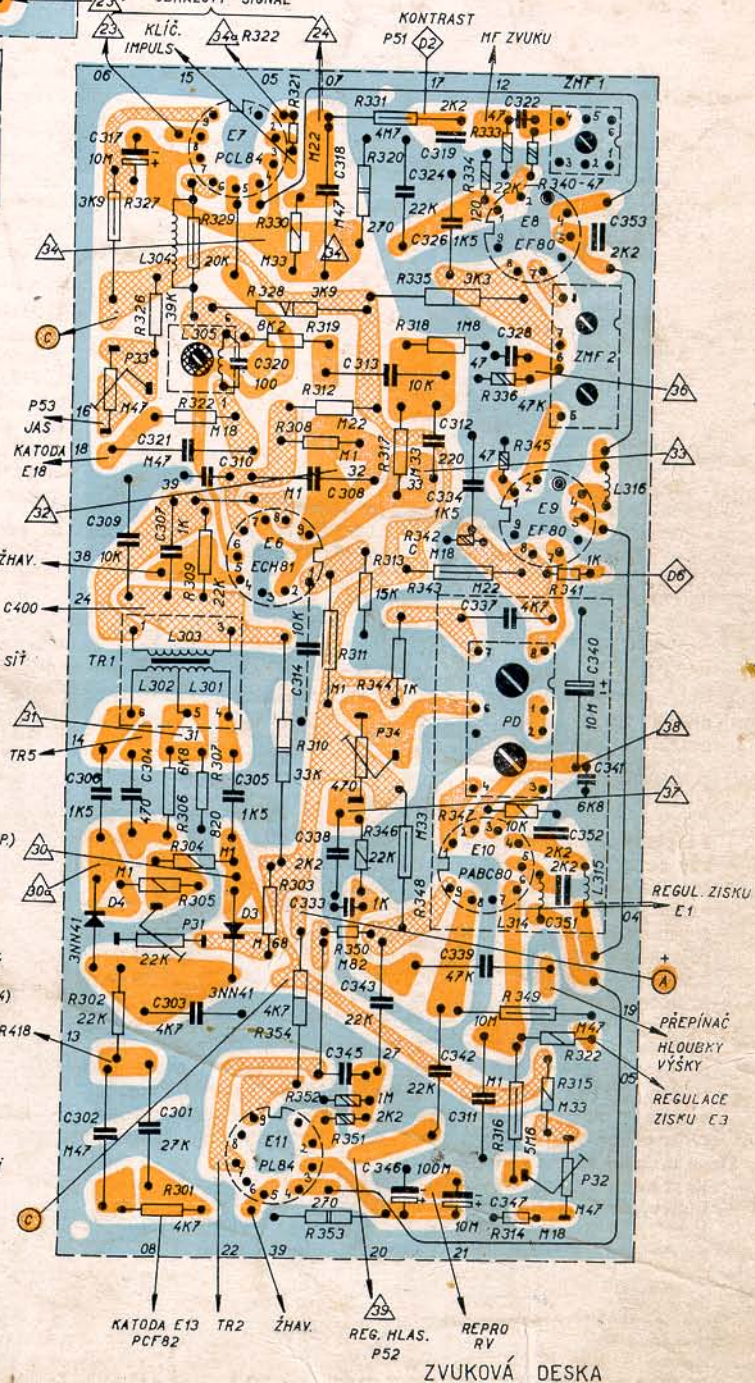 23
OBRAZOVÝ SIGNÁL
23
KLÍČ.
IMPULS
34a R322
24
KONTRAST
P51 D2
MF ZVUKU
06 15 05 07 17 12 ZMF1
C317
10M
E7
PCL84
R321
M22
C318
M47
R331
4M7
R320
270
2K2
C319
C324
22K
C326 1K5
47
C322
R333
R334
120
22K
R340-47
E8
EF80
C353
2K2
3K9
R327
34
L304
R329
20K
R330
M33
34
R335
3K3
R326
39K
R328
3K9
C
L305
8K2
R319
R318
1M8
C328
47
ZMF2
C320
100
C313
10K
R336
47K
36
P33
M47
P53
JAS
16
R322
M18
R312
M22
R308
M1
R317
M33
C312
220
KATODA
E18
18
C321
M47
C310
39
M1
32
C308
33
C334
1K5
47
R345
33
L316
32
C309
10K
C307
1K
R309
22K
E6
ECH81
R313
15K
C
R342
M18
E9
EF80
ŽHAV.
38
R343
M22
1K
R341
D6
24
C400
C337
4K7
SÍŤ
TR1
L303
L302
L301
10K
C314
R311
M1
R344
1K
C340
10M
PD
31
31
14
TR5
C306
1K5
C304
470
6K8
R306
R307
820
C305
1K5
R310
33K
P34
470
38
C341
6K8
37
P.)
30
R304
M1
C338
2K2
R346
22K
M33
R348
R347
10K
C352
2K2
E10
PABC80
2K2
L315
30a
M1
R305
D4
P31
22K
D3
R303
M68
C333
1K
L314
C351
04
REGUL. ZISKU
E1
3NN41
3NN41
R350
M82
C339
47K
+
A
4)
R302
22K
C303
4K7
4K7
R354
C343
22K
R349
10M
19
PŘEPÍNAČ
HLOUBKY
VÝŠKY
R418
13
M47
R322
C345
27
C342
22K
M1
C311
R315
M33
05
REGULACE
ZISKU E3
C302
M47
C301
27K
R352
1M
2K2
R351
R316
5M6
E11
PL84
C346
100M
P32
M47
C
R301
4K7
270
R353
10M
C347
R314
M18
08 22 39 20 21
KATODA E13
PCF82
TR2
ŽHAV.
39
REG. HLAS.
P52
REPRO
RV
ZVUKOVÁ DESKA